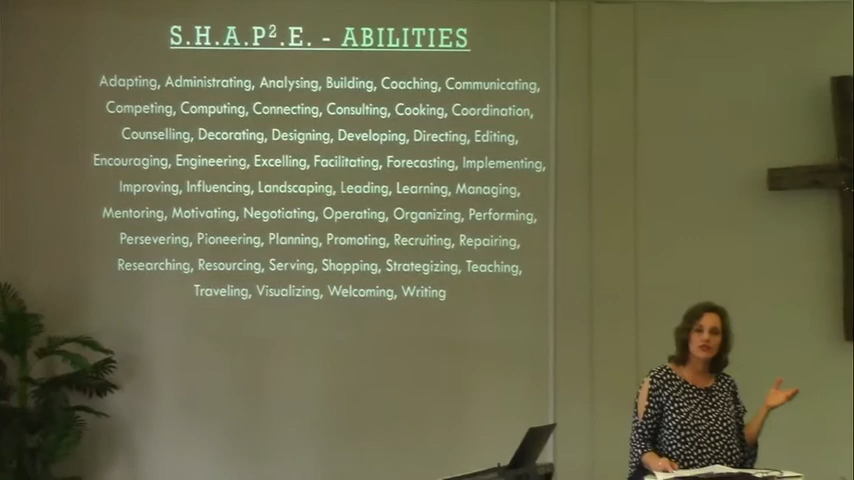 S.H.A.P².E. - ABILITIES
Adapting, Administrating, Analysing, Building, Coaching, Communicating,
Competing, Computing, Connecting, Consulting, Cooking, Coordination,
Counselling, Decorating, Designing, Developing, Directing, Editing,
Encouraging, Engineering, Excelling, Facilitating, Forecasting, Implementing,
Improving, Influencing, Landscaping, Leading, Learning, Managing,
Mentoring, Motivating, Negotiating, Operating, Organizing, Performing,
Persevering, Pioneering, Planning, Promoting, Recruiting, Repairing,
Researching, Resourcing, Serving, Shopping, Strategizing, Teaching,
Traveling, Visualizing, Welcoming, Writing